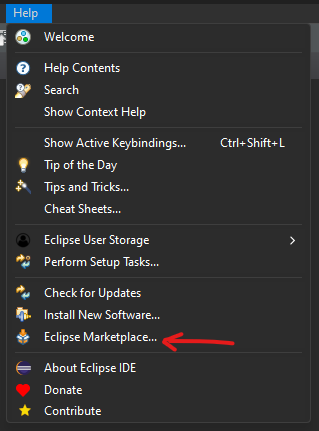 Help
Welcome
Help Contents
Search
Show Context Help
Show Active Keybindings... Ctrl+Shift+L
Tip of the Day
Tips and Tricks...
Cheat Sheets...
Eclipse User Storage
Perform Setup Tasks...
Check for Updates
Install New Software...
Eclipse Marketplace...
About Eclipse IDE
Donate
Contribute